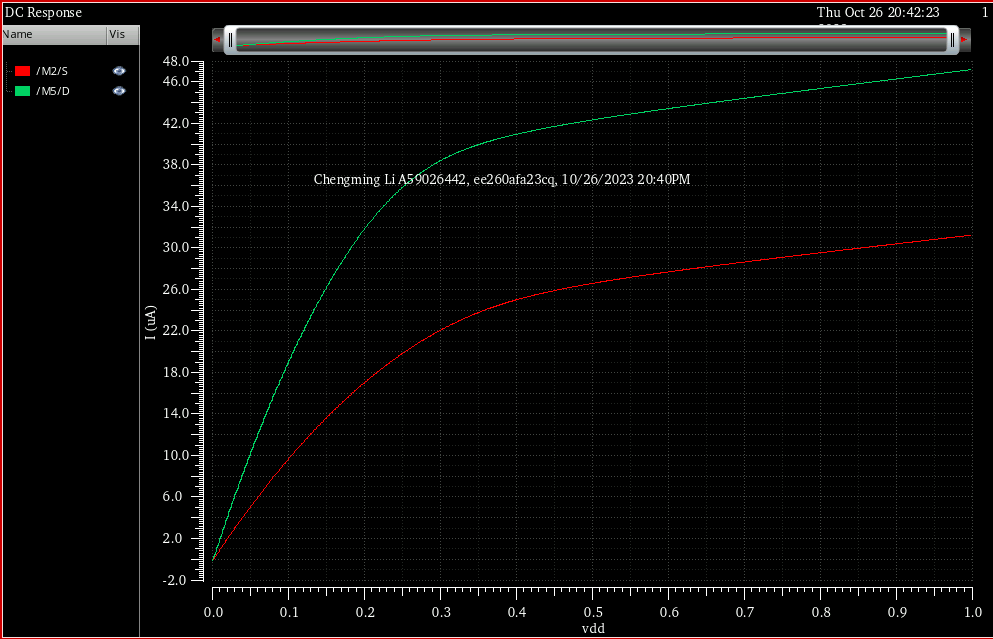 DC Response
Thu Oct 26 20:42:23
1
Name
Vis
/M2/S
/M5/D
48.0
46.0
42.0
38.0
34.0
30.0
26.0
22.0
18.0
14.0
10.0
6.0
2.0
-2.0
I (uA)
Chengming Li A59026442, ee260afa23cq, 10/26/2023 20:40PM
0.0 0.1 0.2 0.3 0.4 0.5 0.6 0.7 0.8 0.9 1.0
vdd